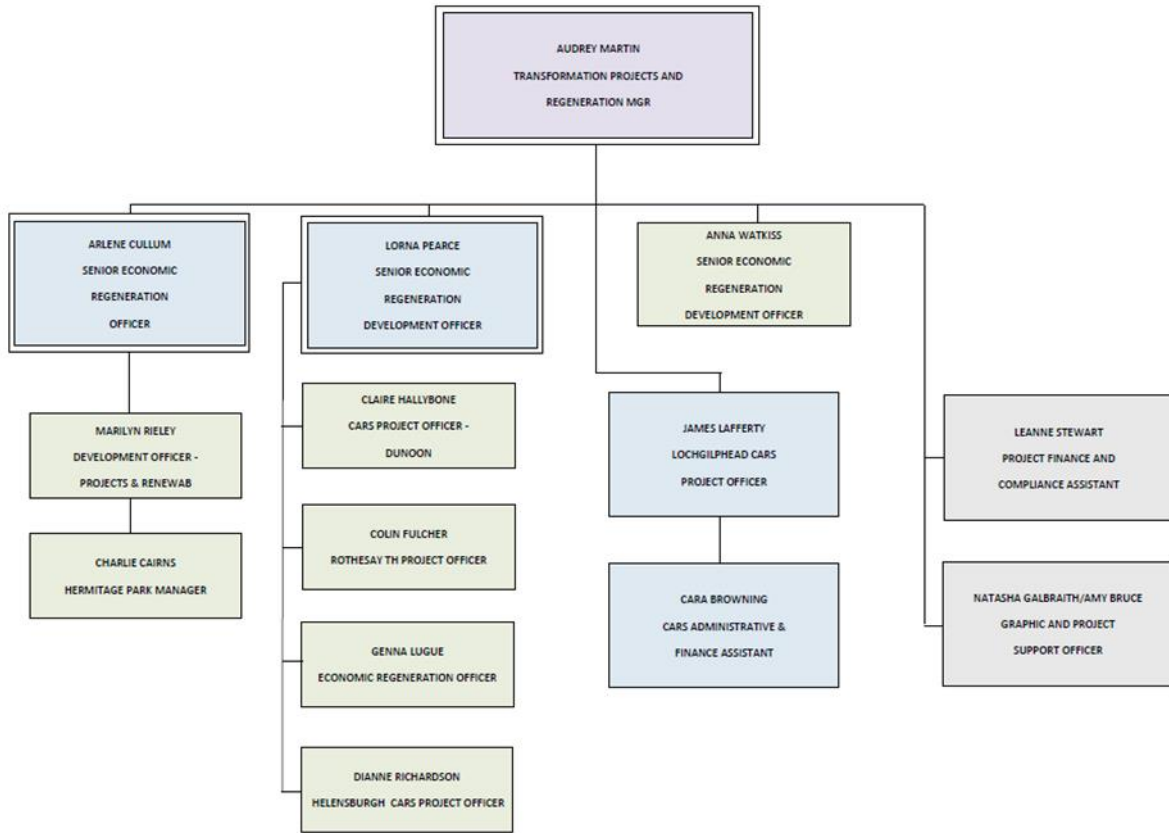 AUDREY MARTIN
TRANSFORMATION PROJECTS AND
REGENERATION MGR
ARLENE CULLUM
SENIOR ECONOMIC
REGENERATION
OFFICER
LORNA PEARCE
SENIOR ECONOMIC
REGENERATION
DEVELOPMENT OFFICER
ANNA WATKISS
SENIOR ECONOMIC
REGENERATION
DEVELOPMENT OFFICER
MARILYN RIELEY
DEVELOPMENT OFFICER -
PROJECTS & RENEWAB
CHARLIE CAIRNS
HERMITAGE PARK MANAGER
CLAIRE HALLYBONE
CARS PROJECT OFFICER -
DUNOON
COLIN FULCHER
ROTHESAY TH PROJECT OFFICER
GENNA LUGUE
ECONOMIC REGENERATION OFFICER
DIANNE RICHARDSON
HELENSBURGH CARS PROJECT OFFICER
JAMES LAFFERTY
LOCHGILPHEAD CARS
PROJECT OFFICER
CARA BROWNING
CARS ADMINISTRATIVE &
FINANCE ASSISTANT
LEANNE STEWART
PROJECT FINANCE AND
COMPLIANCE ASSISTANT
NATASHA GALBRAITH/AMY BRUCE
GRAPHIC AND PROJECT
SUPPORT OFFICER